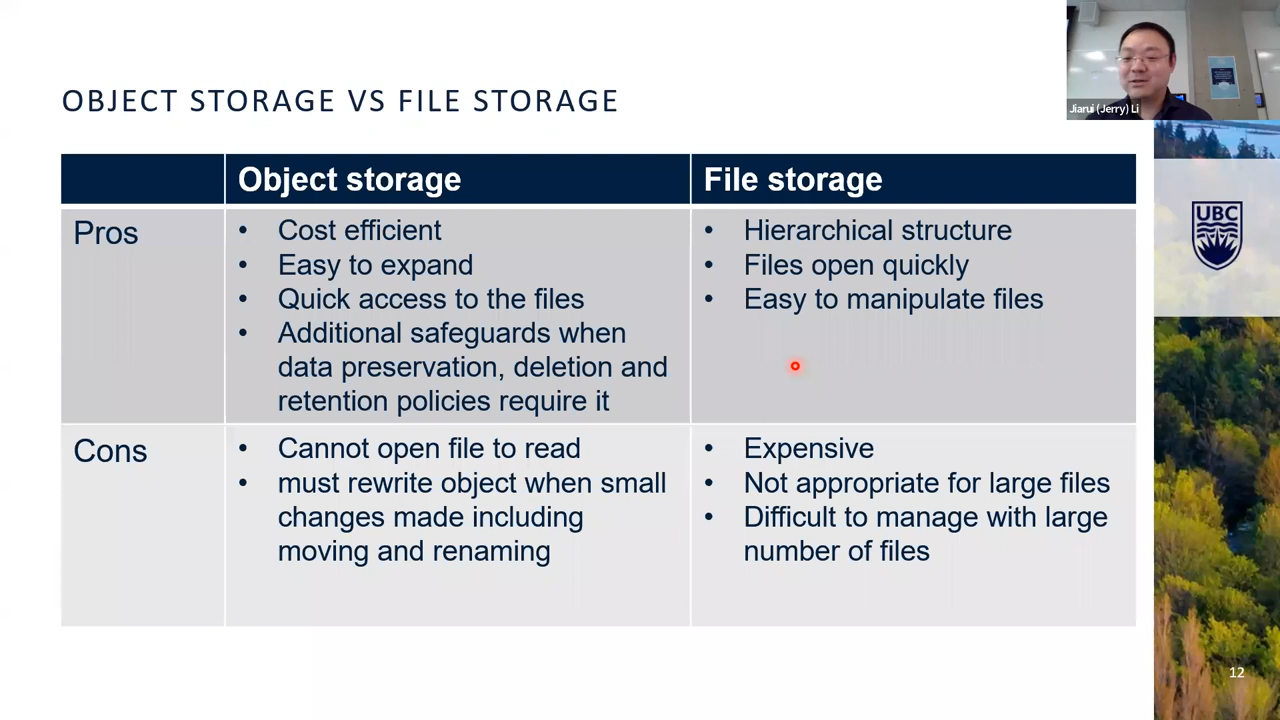 Jiarui (Jerry) Li
OBJECT STORAGE VS FILE STORAGE
Object storage
File storage
Pros
• Cost efficient
• Easy to expand
• Quick access to the files
• Additional safeguards when
data preservation, deletion and
retention policies require it
• Hierarchical structure
• Files open quickly
• Easy to manipulate files
Cons
• Cannot open file to read
• must rewrite object when small
changes made including
moving and renaming
• Expensive
• Not appropriate for large files
• Difficult to manage with large
number of files
UBC
12